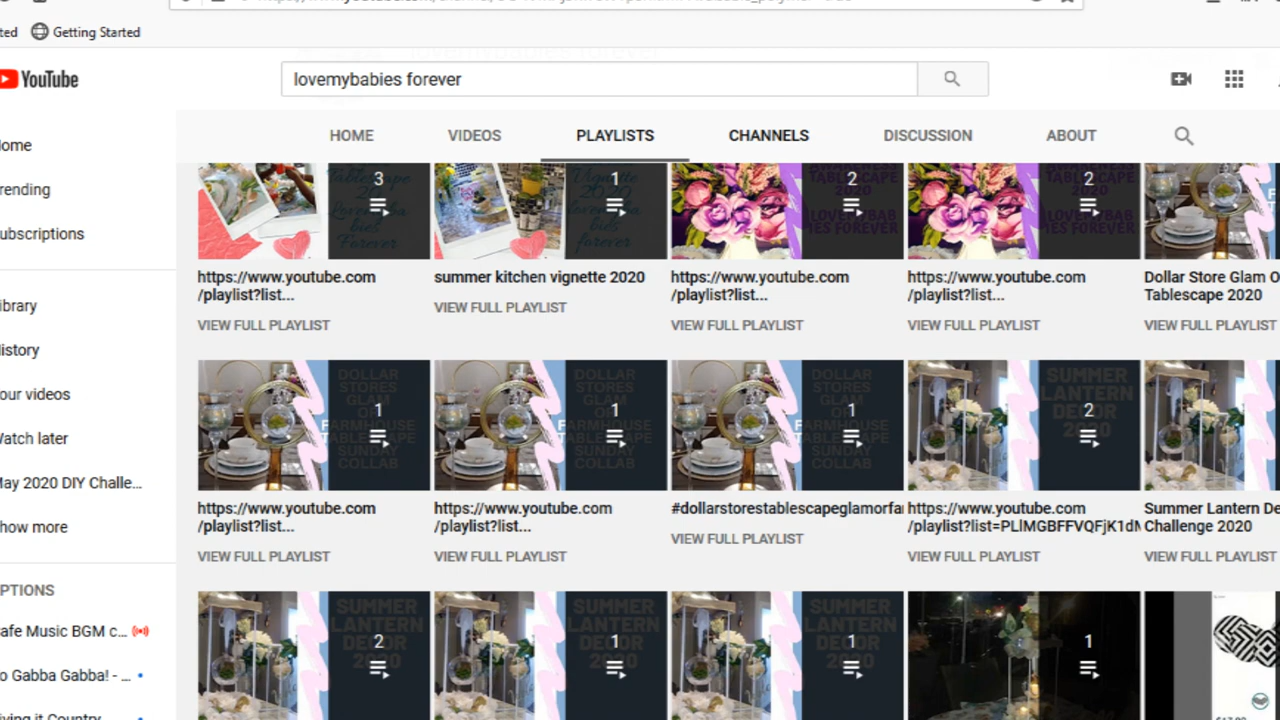 ted Getting Started
YouTube
lovemybabies forever
HOME VIDEOS PLAYLISTS CHANNELS DISCUSSION ABOUT
ome
rending
ubscriptions
ibrary
istory
our videos
Vatch later
lay 2020 DIY Challe...
how more
PTIONS
afe Music BGM c...
o Gabba Gabba! - ...
iving it Country
3 1 2 2
https://www.youtube.com
/playlist?list...
VIEW FULL PLAYLIST
summer kitchen vignette 2020
VIEW FULL PLAYLIST
https://www.youtube.com
/playlist?list...
VIEW FULL PLAYLIST
https://www.youtube.com
/playlist?list...
VIEW FULL PLAYLIST
Dollar Store Glam O
Tablescape 2020
VIEW FULL PLAYLIST
DOLLAR
STORES
GLAM
OR
FARMHOUSE
TABLESCAPE
SUNDAY
COLLAB
1 1 1 2
SUMMER
LANTERN
DECOR
2020
https://www.youtube.com
/playlist?list...
VIEW FULL PLAYLIST
https://www.youtube.com
/playlist?list...
VIEW FULL PLAYLIST
#dollarstorestablescapeglamorfar
VIEW FULL PLAYLIST
https://www.youtube.com
/playlist?list=PLlMGBFFVQFjK1dM
VIEW FULL PLAYLIST
Summer Lantern De
Challenge 2020
VIEW FULL PLAYLIST
SUMMER
LANTERN
DECOR
2020
2 1 1 1